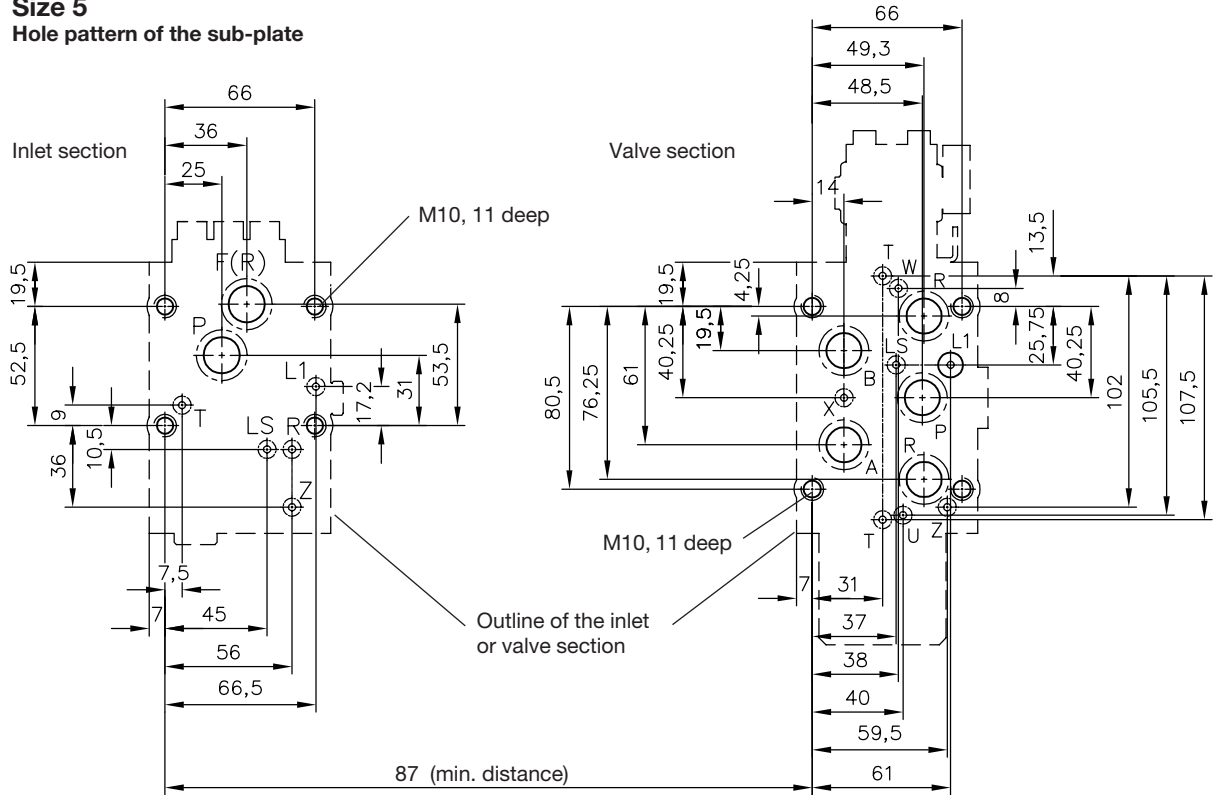 Size 5
Hole pattern of the sub-plate
Inlet section
66
36
25
M10, 11 deep
F (R)
P
L1
T
LS R
Z
19,5
52,5
9
10,5
36
53,5
31
17,2
7,5
7
45
56
66,5
Valve section
66
49,3
48,5
14
13,5
T
W
R
8
19,5
4,25
19,5
40,25
61
76,25
80,5
LS
L1
B
X
P
A
R
25,75
40,25
102
105,5
107,5
T
U
Z
M10, 11 deep
7
31
37
38
40
59,5
61
Outline of the inlet
or valve section
87 (min. distance)